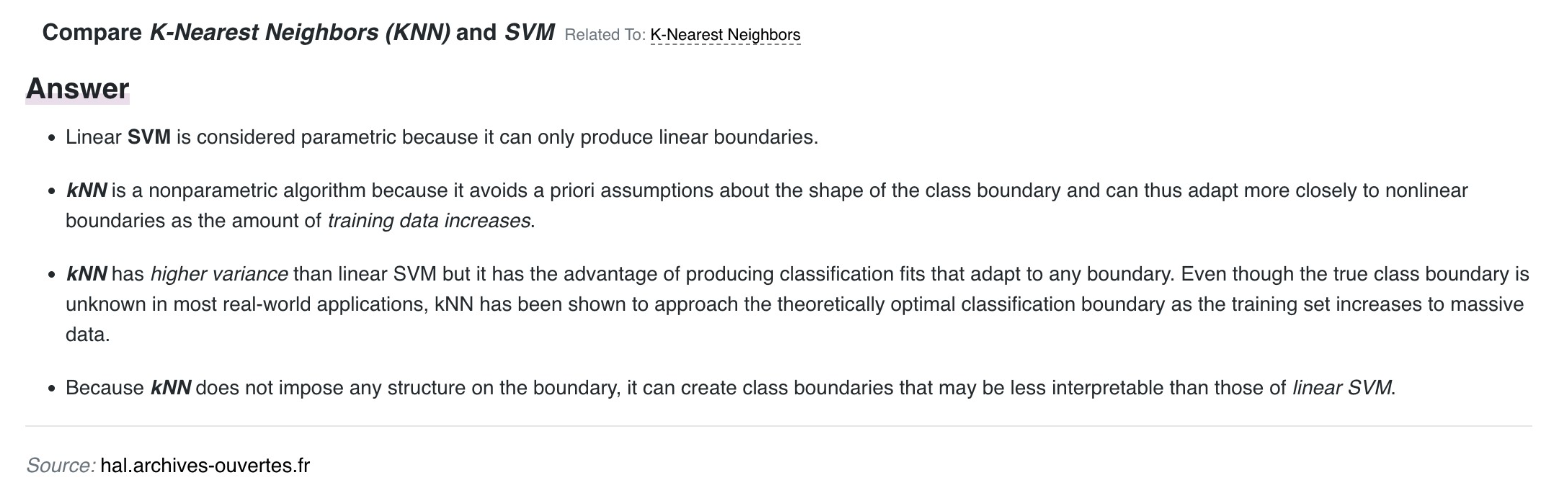 Compare K-Nearest Neighbors (KNN) and SVM Related To: K-Nearest Neighbors
Answer
• Linear SVM is considered parametric because it can only produce linear boundaries.
• kNN is a nonparametric algorithm because it avoids a priori assumptions about the shape of the class boundary and can thus adapt more closely to nonlinear
boundaries as the amount of training data increases.
• kNN has higher variance than linear SVM but it has the advantage of producing classification fits that adapt to any boundary. Even though the true class boundary is
unknown in most real-world applications, kNN has been shown to approach the theoretically optimal classification boundary as the training set increases to massive
data.
• Because kNN does not impose any structure on the boundary, it can create class boundaries that may be less interpretable than those of linear SVM.
Source: hal.archives-ouvertes.fr